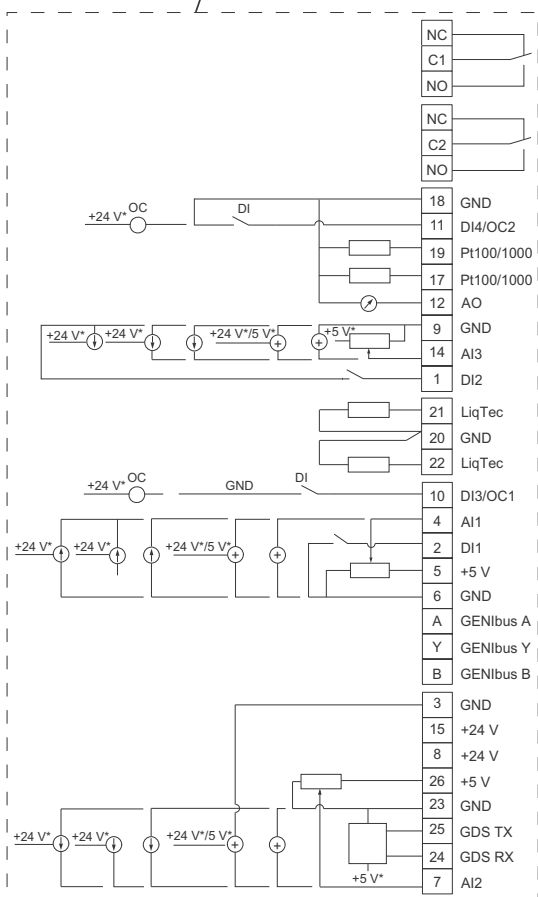 NC
C1
NO
NC
C2
NO
18 GND
+24 V* OC DI 11 DI4/OC2
19 Pt100/1000
17 Pt100/1000
12 AO
9 GND
+24 V* +24 V* +24 V*/5 V* +5 V*
14 AI3
1 DI2
21 LiqTec
20 GND
22 LiqTec
+24 V* OC GND DI 10 DI3/OC1
4 AI1
+24 V* +24 V* +24 V*/5 V* 2 DI1
5 +5 V
6 GND
A GENIbus A
Y GENIbus Y
B GENIbus B
3 GND
15 +24 V
8 +24 V
26 +5 V
23 GND
25 GDS TX
+24 V* +24 V* +24 V*/5 V*
24 GDS RX
+5 V* 7 AI2